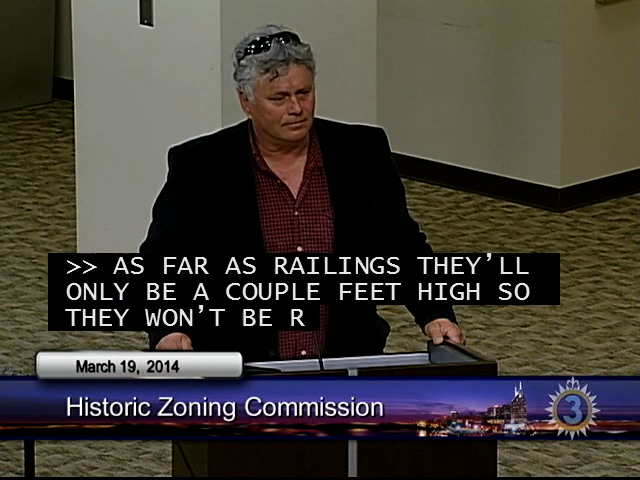 >> AS FAR AS RAILINGS THEY'LL
ONLY BE A COUPLE FEET HIGH SO
THEY WON'T BE R
March 19, 2014
Historic Zoning Commission
3